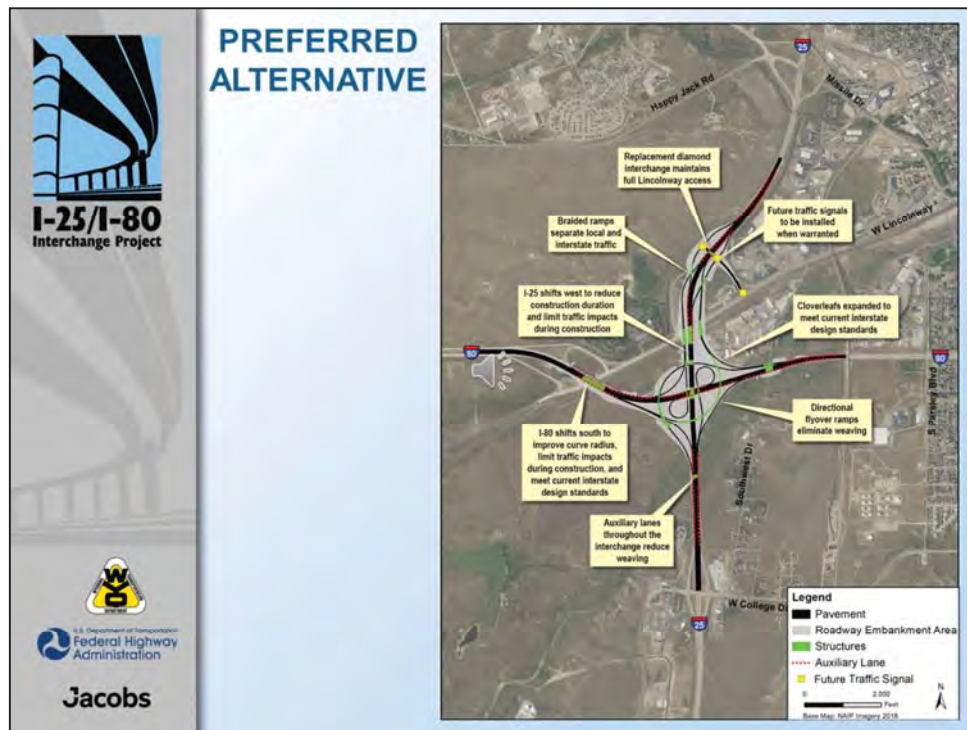 PREFERRED
ALTERNATIVE
I-25/I-80
Interchange Project
WYO
U.S. Department of Transportation
Federal Highway
Administration
Jacobs
25
Missile Dr
Happy Jack Rd
Replacement diamond
interchange maintains
full Lincolnway access
Future traffic signals
to be installed
when warranted
W Lincolnway
Braided ramps
separate local and
interstate traffic
I-25 shifts west to reduce
construction duration
and limit traffic impacts
during construction
Cloverleafs expanded to
meet current interstate
design standards
80
80
S Parsley Blvd
Directional
flyover ramps
eliminate weaving
I-80 shifts south to
improve curve radius,
limit traffic impacts
during construction, and
meet current interstate
design standards
Southwest Dr
Auxiliary lanes
throughout the
interchange reduce
weaving
W College Dr
25
Legend
Pavement
Roadway Embankment Area
Structures
Auxiliary Lane
Future Traffic Signal
0 2,000
Feet
N
Base Map: NAIP Imagery 2018